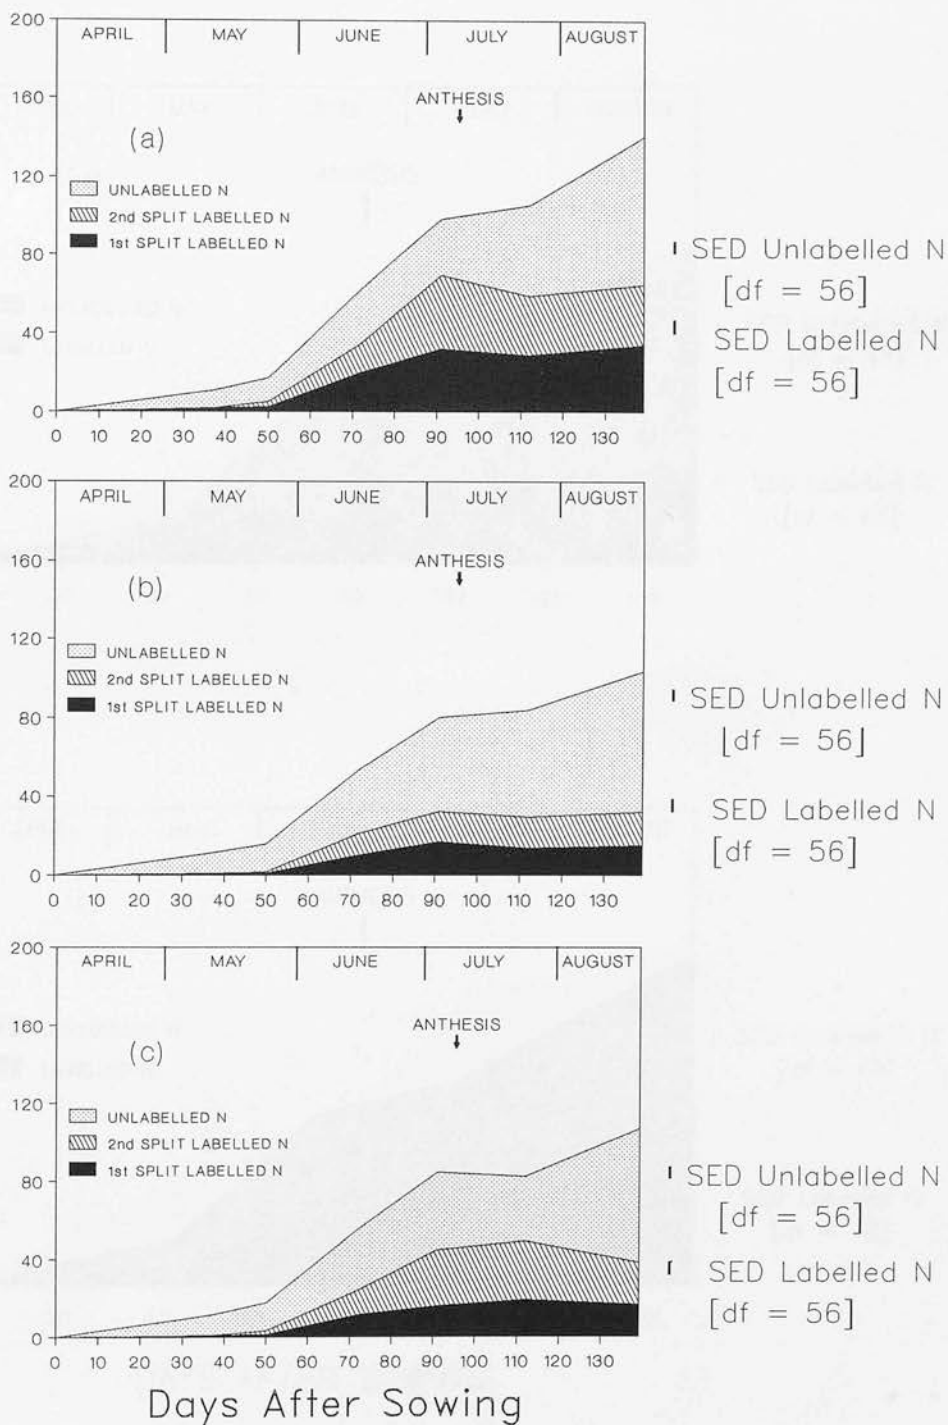 200
APRIL MAY JUNE JULY AUGUST
160
ANTHESIS
(a)
120
UNLABELLED N
2nd SPLIT LABELLED N
1st SPLIT LABELLED N
80
40
0
0 10 20 30 40 50 60 70 80 90 100 110 120 130
SED Unlabelled N
[df = 56]
SED Labelled N
[df = 56]
200
APRIL MAY JUNE JULY AUGUST
160
ANTHESIS
(b)
120
UNLABELLED N
2nd SPLIT LABELLED N
1st SPLIT LABELLED N
80
40
0
0 10 20 30 40 50 60 70 80 90 100 110 120 130
SED Unlabelled N
[df = 56]
SED Labelled N
[df = 56]
200
APRIL MAY JUNE JULY AUGUST
160
ANTHESIS
(c)
120
UNLABELLED N
2nd SPLIT LABELLED N
1st SPLIT LABELLED N
80
40
0
0 10 20 30 40 50 60 70 80 90 100 110 120 130
SED Unlabelled N
[df = 56]
SED Labelled N
[df = 56]
Days After Sowing